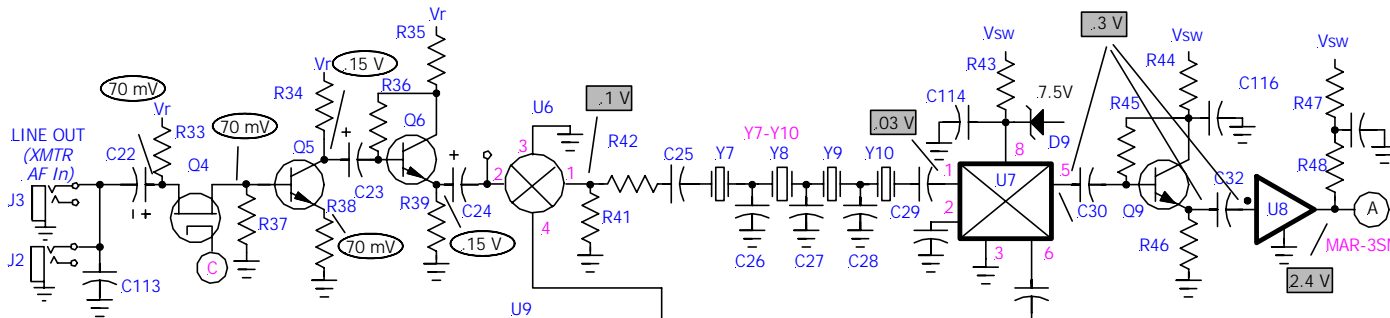 Vr
R35
Vsw
.3 V
Vsw
Vsw
70 mV
Vr
.15 V
R43
R44
C116
Vr
R34
R36
U6
.1 V
C114
.7.5V
R45
R47
LINE OUT
(XMTR
AF In)
R33
70 mV
Q6
3
R42
Y7-Y10
.03 V
D9
C22
Q4
Q5
C25
Y7
Y8
Y9
Y10
8
R48
2
1
.1
U7
.5
C32
J3
+
+
+
C23
R38
R39
C24
4
R41
C29
2
C30
Q9
U8
A
R37
R46
MAR-3SM
J2
70 mV
.15 V
C
C26
C27
C28
3
6
C113
2.4 V
U9